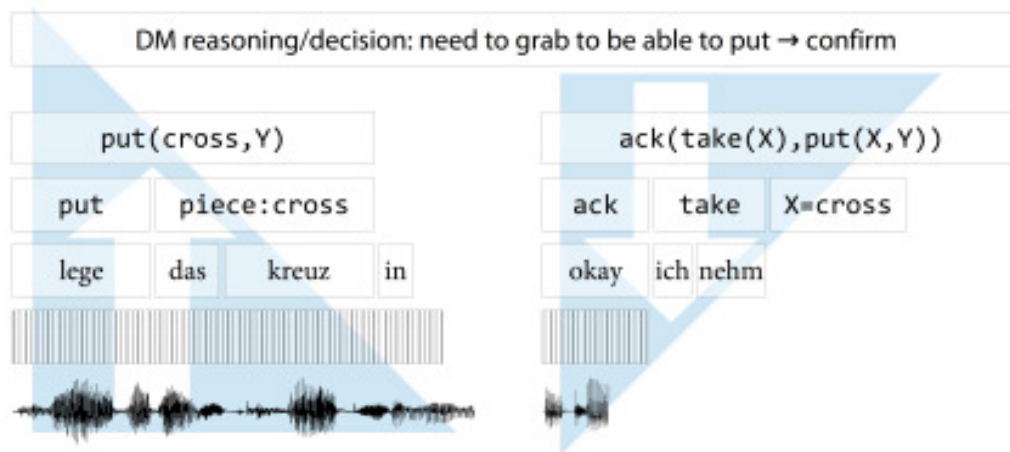 DM reasoning/decision: need to grab to be able to put → confirm
put(cross,Y) ack(take(X),put(X,Y))
put piece:cross ack take X=cross
lege das kreuz in okay ich nehm